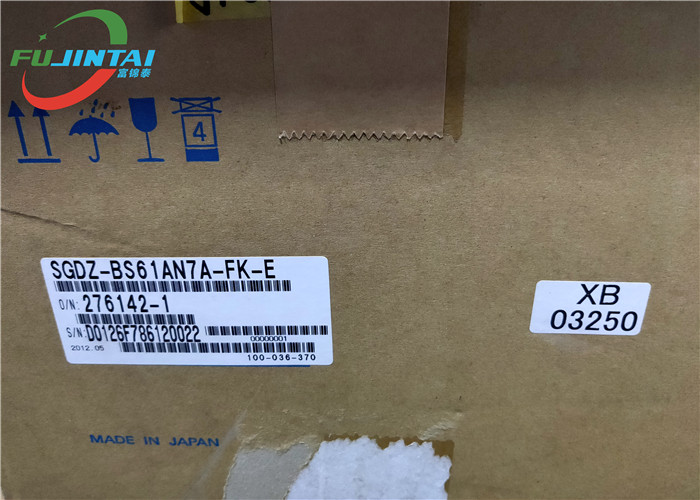 FUJINTAI
富锦泰
4
SGDZ-BS61AN7A-FK-E
O/N: 276142-1
S/N D0126F786120022
00000001
2012.05
100-036-370
XB
03250
MADE IN JAPAN